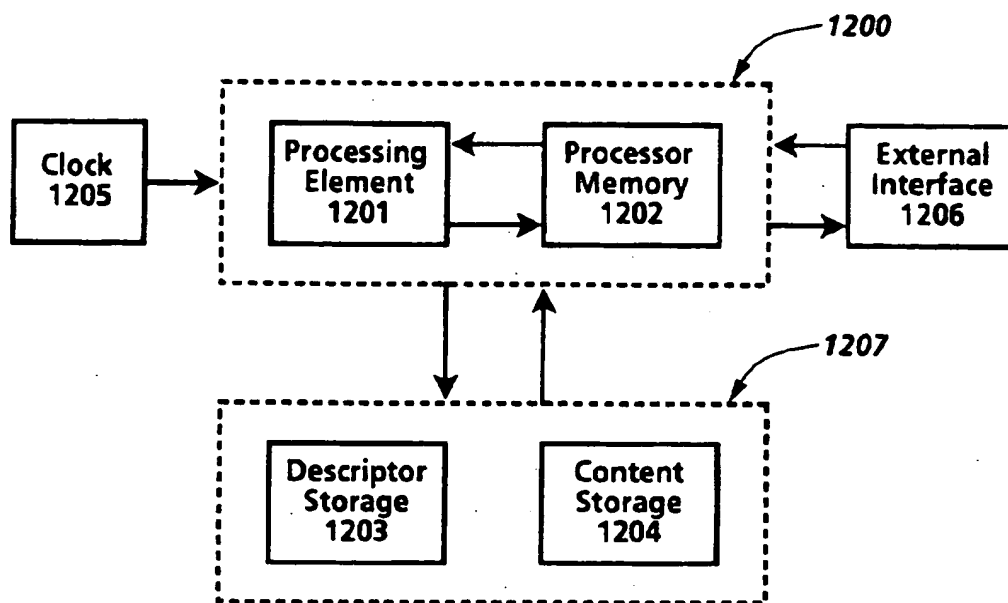 1200
Clock
1205
Processing
Element
1201
Processor
Memory
1202
External
Interface
1206
1207
Descriptor
Storage
1203
Content
Storage
1204